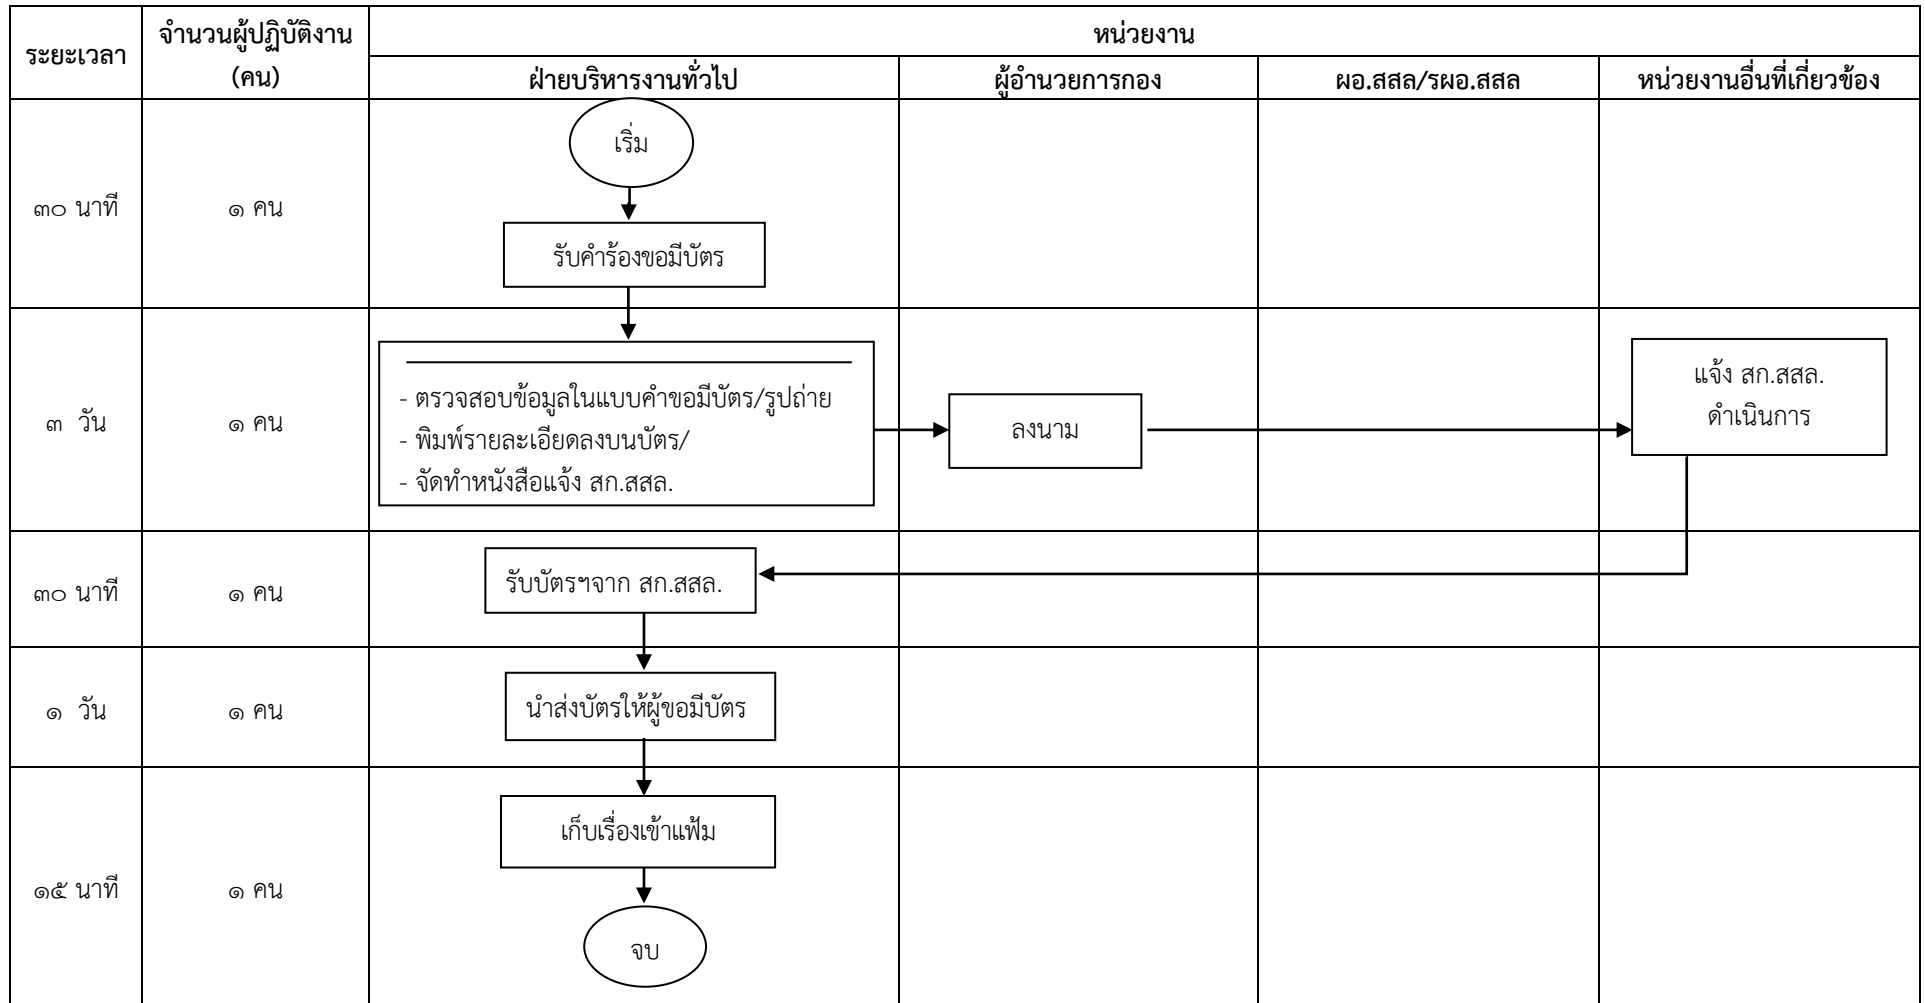 ระยะเวลา
จำนวนผู้ปฏิบัติงาน
(คน)
หน่วยงาน
ฝ่ายบริหารงานทั่วไป
ผู้อำนวยการกอง
ผอ.สสล/รผอ.สสล
หน่วยงานอื่นที่เกี่ยวข้อง
๓๐ นาที
๑ คน
เริ่ม
รับคำร้องขอมีบัตร
๓ วัน
๑ คน
- ตรวจสอบข้อมูลในแบบคำขอมีบัตร/รูปถ่าย
- พิมพ์รายละเอียดลงบนบัตร/
- จัดทำหนังสือแจ้ง สก.สสล.
ลงนาม
แจ้ง สก.สสล.
ดำเนินการ
๓๐ นาที
๑ คน
รับบัตรฯจาก สก.สสล.
๑ วัน
๑ คน
นำส่งบัตรให้ผู้ขอมีบัตร
๑๕ นาที
๑ คน
เก็บเรื่องเข้าแฟ้ม
จบ